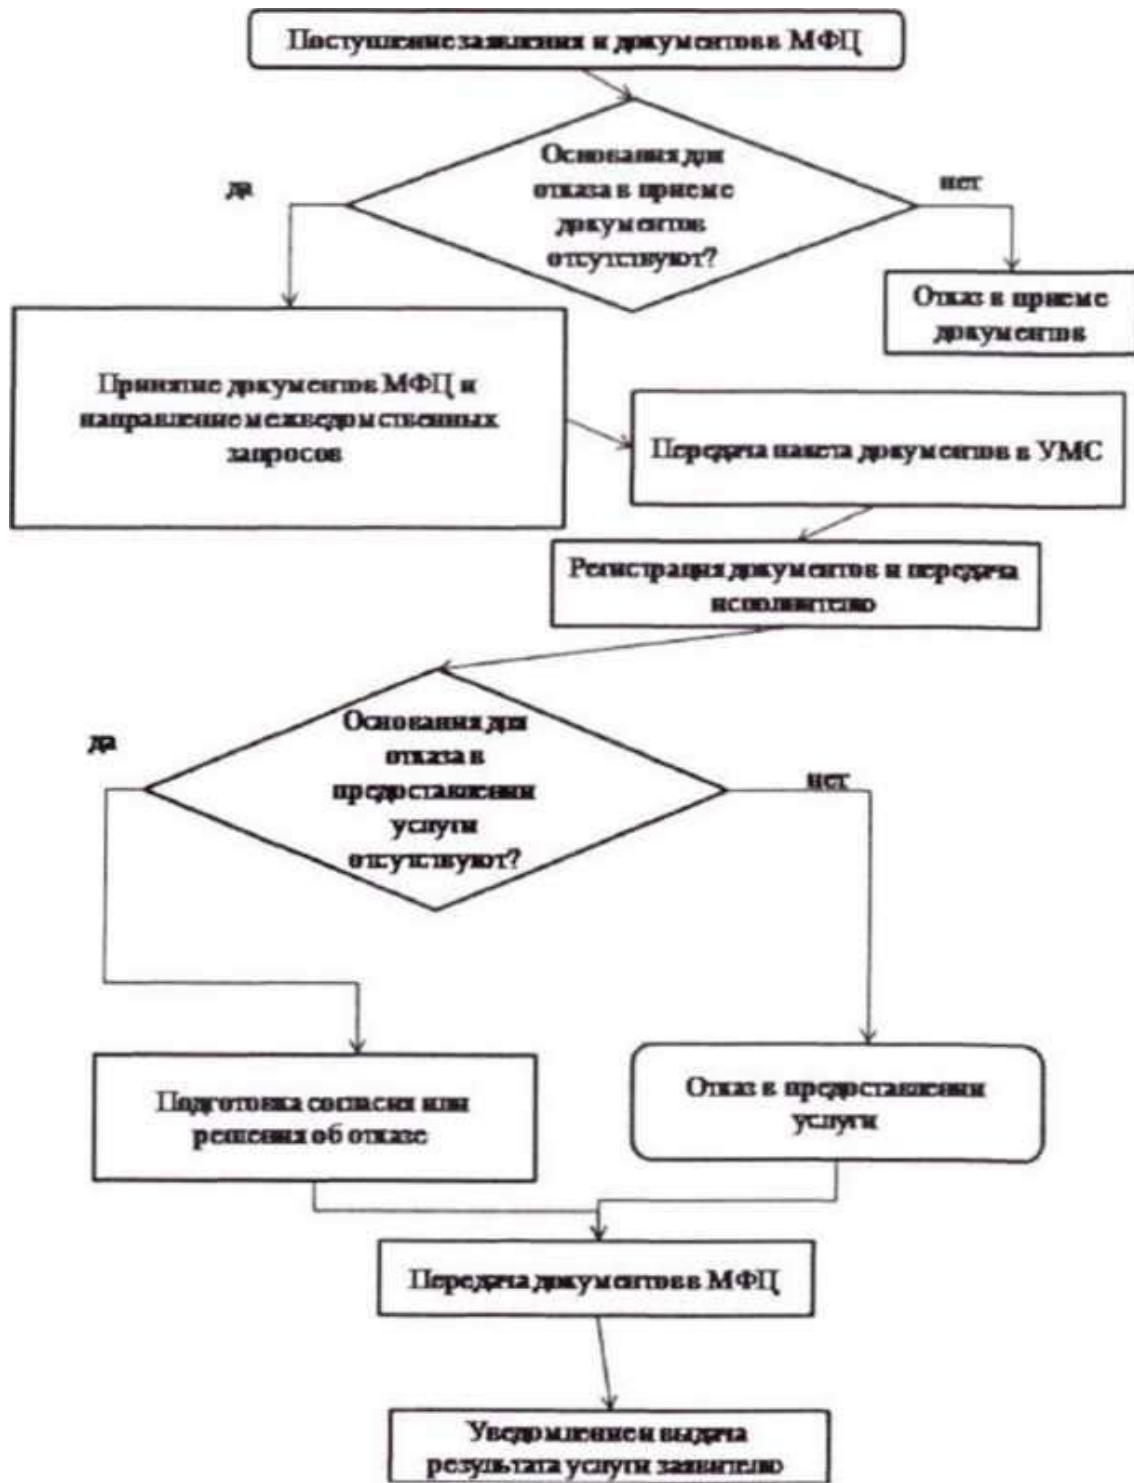 Поступление заявления и документов в МФЦ
Основания для
отказа в приеме
документов
отсутствуют?
да
нет
Отказ в приеме
документов
Принятие документов МФЦ и
направление межведомственных
запросов
Передача пакета документов в УМС
Регистрация документов и передача
исполнителю
Основания для
отказа в
предоставлении
услуги
отсутствуют?
да
нет
Подготовка согласия или
решения об отказе
Отказ в предоставлении
услуги
Передача документов в МФЦ
Уведомление и выдача
результата услуги заявителю